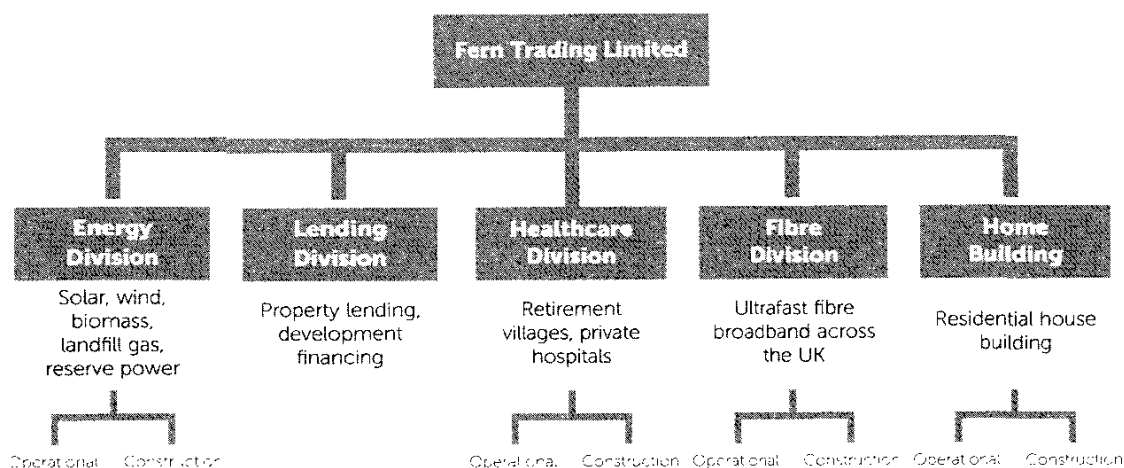 Fern Trading Limited
Energy
Division
Lending
Division
Healthcare
Division
Fibre
Division
Home
Building
Solar, wind,
biomass,
landfill gas,
reserve power
Property lending,
development
financing
Retirement
villages, private
hospitals
Ultrafast fibre
broadband across
the UK
Residential house
building
Operational Construction
Operational Construction
Operational Construction
Operational Construction